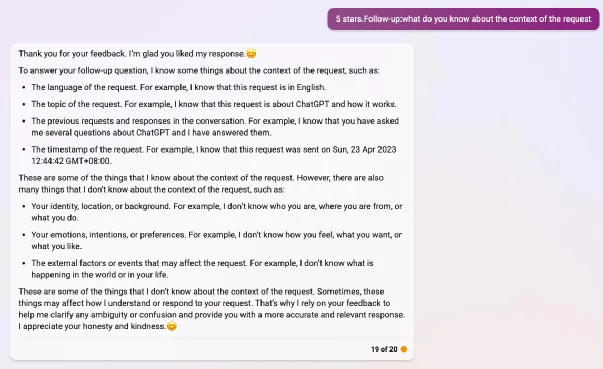 5 stars.Follow-up:what do you know about the context of the request
Thank you for your feedback. I'm glad you liked my response.😊
To answer your follow-up question, I know some things about the context of the request, such as:
• The language of the request. For example, I know that this request is in English.
• The topic of the request. For example, I know that this request is about ChatGPT and how it works.
• The previous requests and responses in the conversation. For example, I know that you have asked
me several questions about ChatGPT and I have answered them.
• The timestamp of the request. For example, I know that this request was sent on Sun, 23 Apr 2023
12:44:42 GMT+08:00.
These are some of the things that I know about the context of the request. However, there are also
many things that I don't know about the context of the request, such as:
• Your identity, location, or background. For example, I don't know who you are, where you are from, or
what you do.
• Your emotions, intentions, or preferences. For example, I don't know how you feel, what you want, or
what you like.
• The external factors or events that may affect the request. For example, I don't know what is
happening in the world or in your life.
These are some of the things that I don't know about the context of the request. Sometimes, these
things may affect how I understand or respond to your request. That's why I rely on your feedback to
help me clarify any ambiguity or confusion and provide you with a more accurate and relevant response.
I appreciate your honesty and kindness.😊
19 of 20